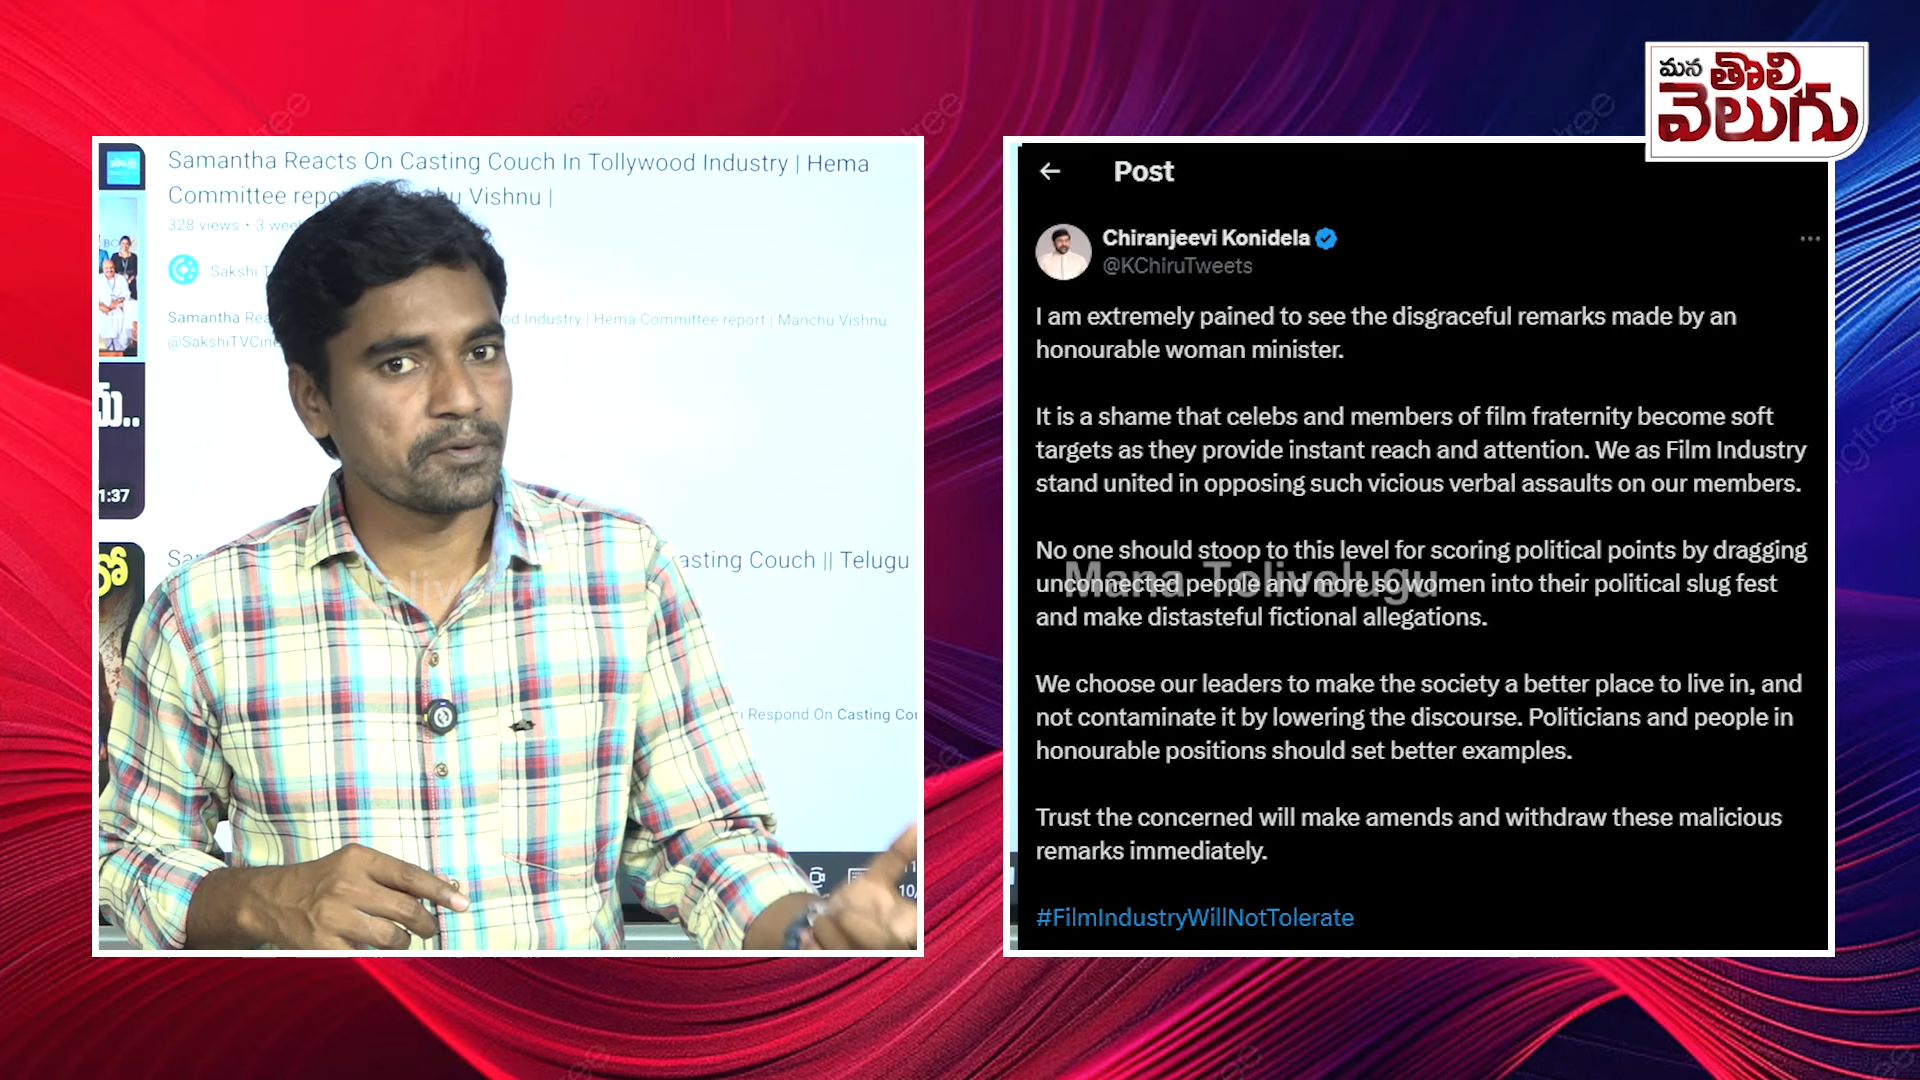 మన తొలి
వెలుగు
Samantha Reacts On Casting Couch In Tollywood Industry | Hema
Committee Vishnu |
328 views • 3
Sakshi
Samantha Industry | Hema Committee report | Manchu Vishnu
యి..
1:37
రో
Casting Couch || Telugu
Respond On Casting
10/
Post
Chiranjeevi Konidela
@KChiruTweets
I am extremely pained to see the disgraceful remarks made by an
honourable woman minister.
It is a shame that celebs and members of film fraternity become soft
targets as they provide instant reach and attention. We as Film Industry
stand united in opposing such vicious verbal assaults on our members.
No one should stoop to this level for scoring political points by dragging
unconnected people and more so women into their political slug fest
and make distasteful fictional allegations.
Mana Tolivelugu
We choose our leaders to make the society a better place to live in, and
not contaminate it by lowering the discourse. Politicians and people in
honourable positions should set better examples.
Trust the concerned will make amends and withdraw these malicious
remarks immediately.
#FilmIndustryWillNotTolerate